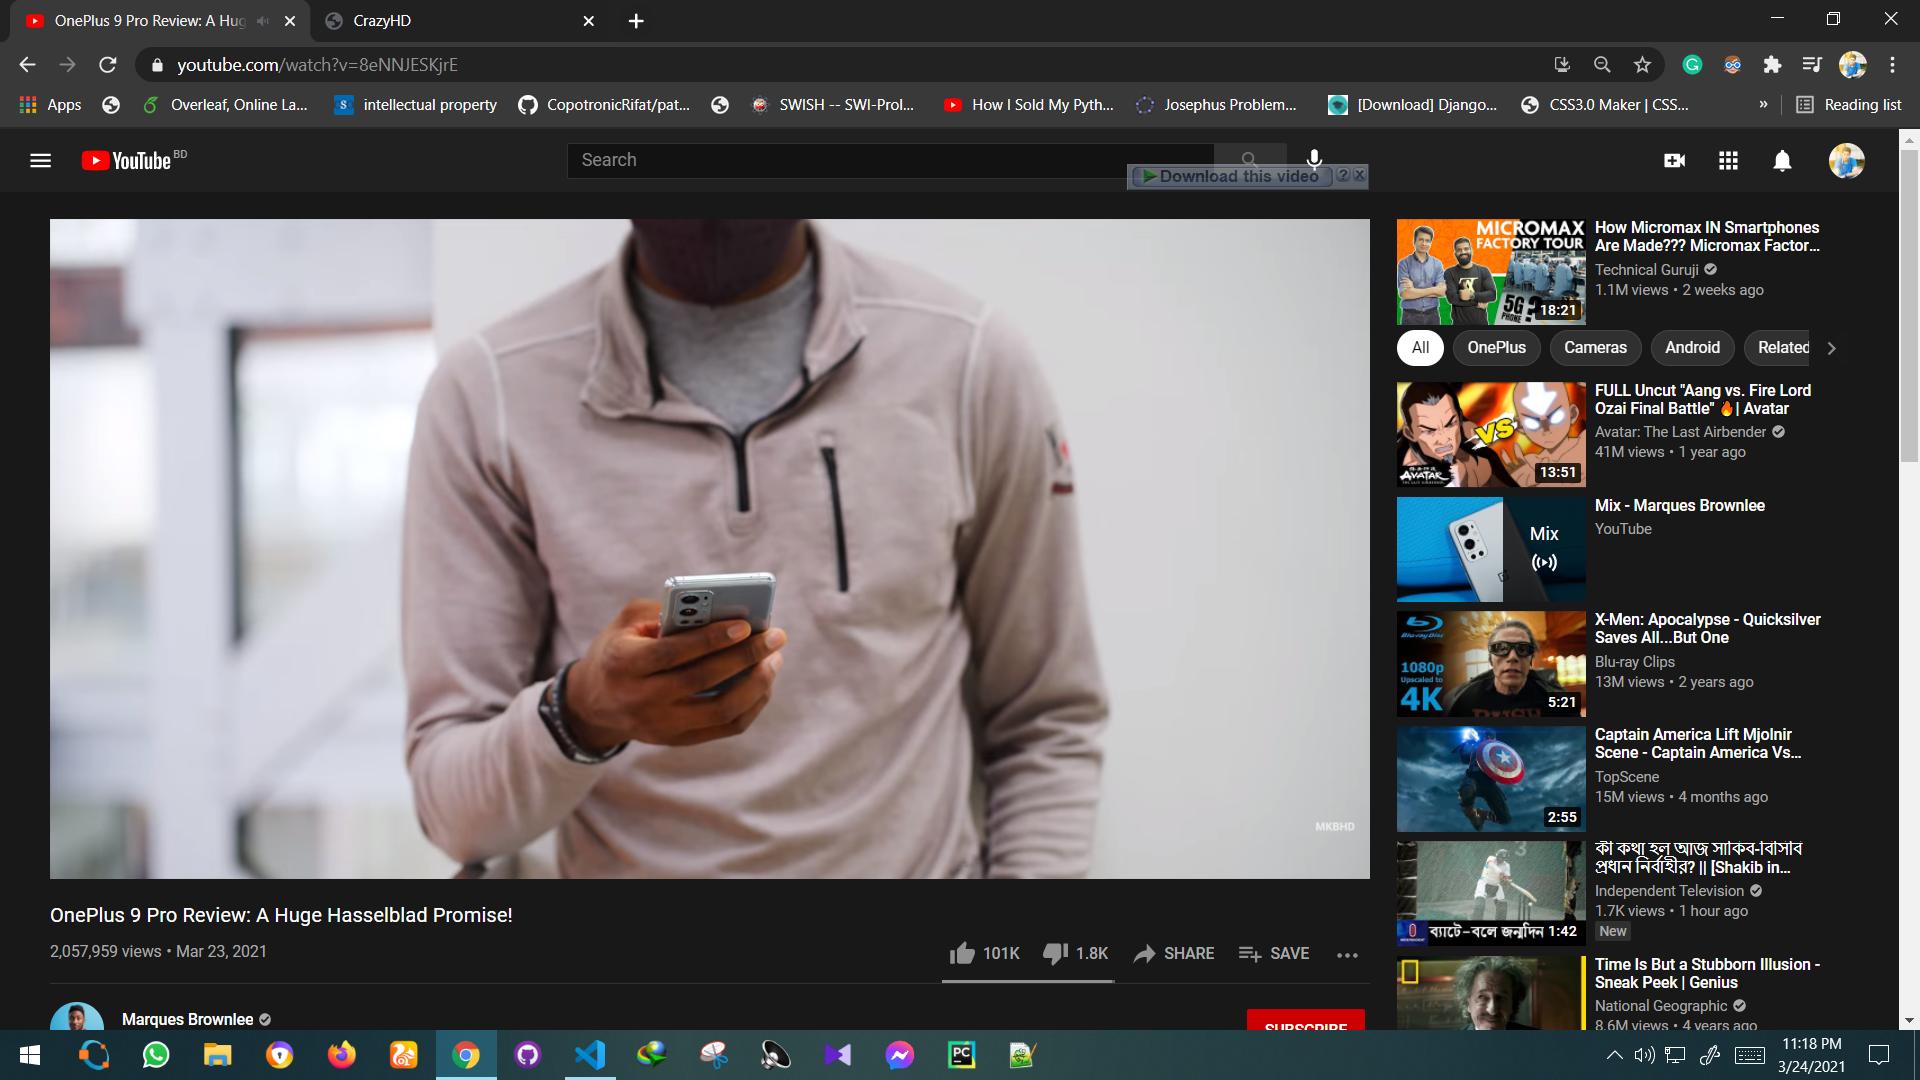 OnePlus 9 Pro Review: A Hug
CrazyHD
youtube.com/watch?v=8eNNJESKjrE
Apps
Overleaf, Online La...
intellectual property
CopotronicRifat/pat...
SWISH -- SWI-Prol...
How I Sold My Pyth...
Josephus Problem...
[Download] Django...
CSS3.0 Maker | CSS...
»
Reading list
YouTube BD
Search
Download this video
MKBHD
OnePlus 9 Pro Review: A Huge Hasselblad Promise!
2,057,959 views • Mar 23, 2021
101K
1.8K
SHARE
SAVE
Marques Brownlee
SUBSCRIBE
MICROMAX
FACTORY TOUR
5G ?
PHONE
18:21
How Micromax IN Smartphones
Are Made??? Micromax Factor...
Technical Guruji
1.1M views • 2 weeks ago
All
OnePlus
Cameras
Android
Related
VS
AVATAR
13:51
FULL Uncut "Aang vs. Fire Lord
Ozai Final Battle" 🔥| Avatar
Avatar: The Last Airbender
41M views • 1 year ago
Mix
Mix - Marques Brownlee
YouTube
Blu-ray Disc
1080p
Upscaled to
4K
5:21
X-Men: Apocalypse - Quicksilver
Saves All...But One
Blu-ray Clips
13M views • 2 years ago
2:55
Captain America Lift Mjolnir
Scene - Captain America Vs...
TopScene
15M views • 4 months ago
ব্যাটে-বলে জন্মদিন
1:42
কী কথা হল আজ সাকিব-বিসিবি
প্রধান নির্বাহীর? || [Shakib in...
Independent Television
1.7K views • 1 hour ago
New
Time Is But a Stubborn Illusion -
Sneak Peek | Genius
National Geographic
8.6M views • 4 years ago
11:18 PM
3/24/2021